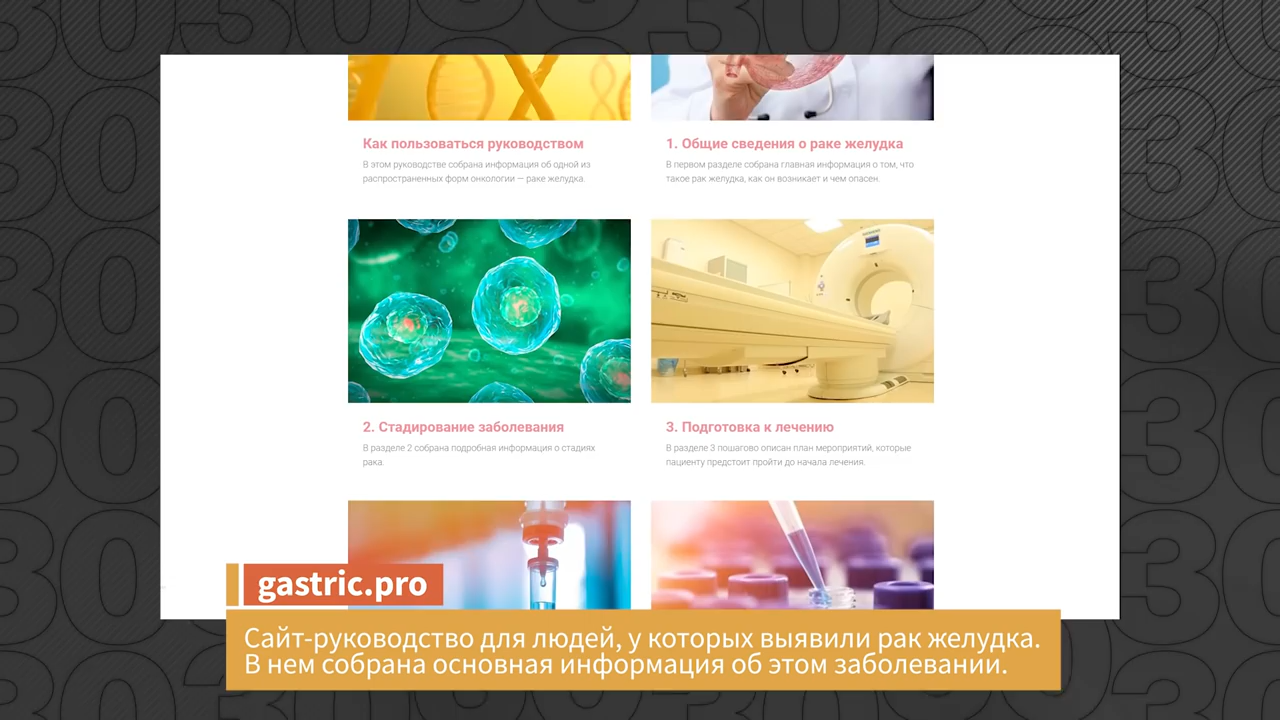 Как пользоваться руководством
В этом руководстве собрана информация об одной из
распространенных форм онкологии — раке желудка.
1. Общие сведения о раке желудка
В первом разделе собрана главная информация о том, что
такое рак желудка, как он возникает и чем опасен.
2. Стадирование заболевания
В разделе 2 собрана подробная информация о стадиях
рака.
3. Подготовка к лечению
В разделе 3 пошагово описан план мероприятий, которые
пациенту предстоит пройти до начала лечения.
gastric.pro
Сайт-руководство для людей, у которых выявили рак желудка.
В нем собрана основная информация об этом заболевании.